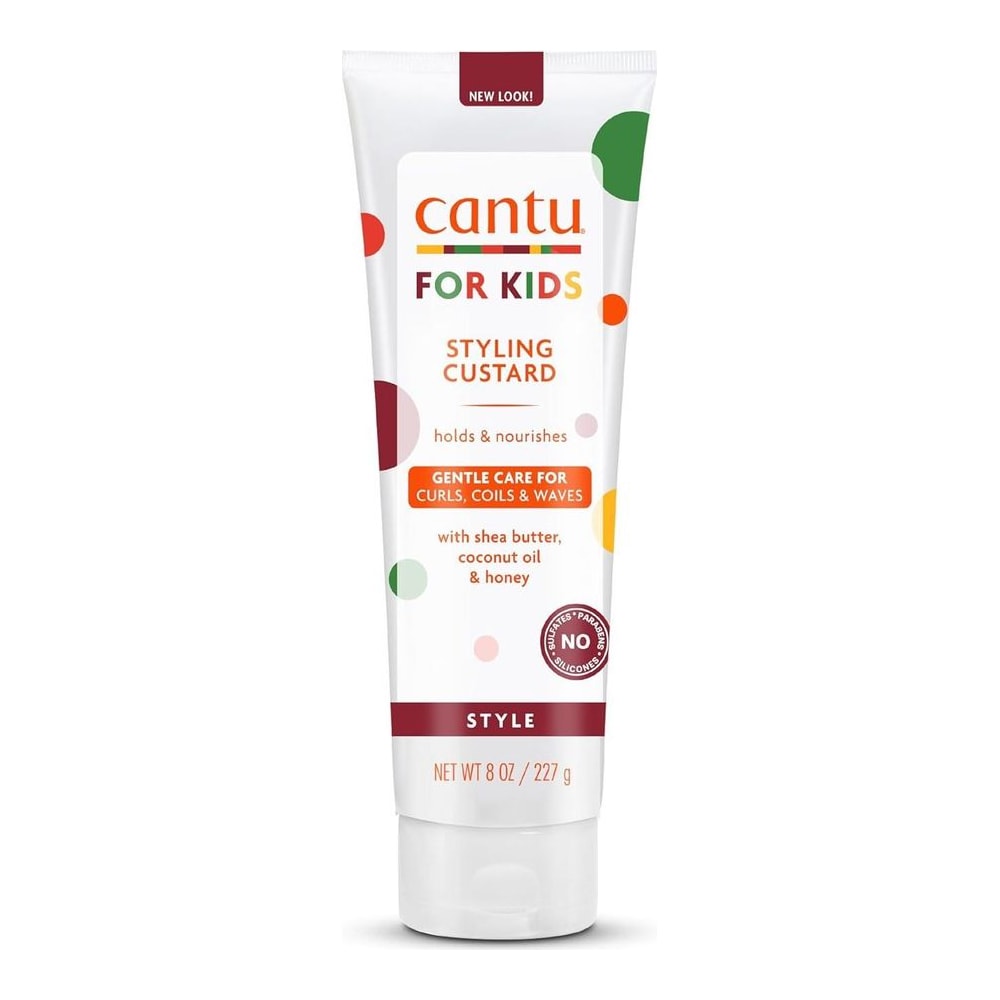 NEW LOOK!
cantu®
FOR KIDS
STYLING
CUSTARD
holds & nourishes
GENTLE CARE FOR
CURLS, COILS & WAVES
with shea butter,
coconut oil
& honey
SULFATES • PARABENS • SILICONES •
NO
STYLE
NET WT 8 OZ / 227 g